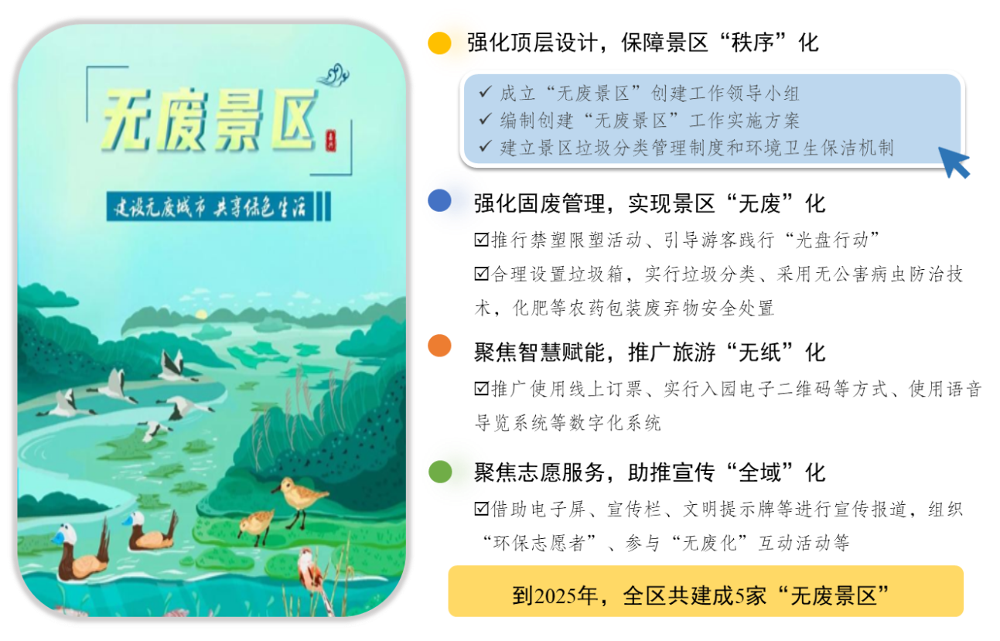 无废景区
建设无废城市 共享绿色生活
强化顶层设计，保障景区“秩序”化
✓ 成立“无废景区”创建工作领导小组
✓ 编制创建“无废景区”工作实施方案
✓ 建立景区垃圾分类管理制度和环境卫生保洁机制
强化固废管理，实现景区“无废”化
☑推行禁塑限塑活动、引导游客践行“光盘行动”
☑合理设置垃圾箱，实行垃圾分类、采用无公害病虫防治技
术，化肥等农药包装废弃物安全处置
聚焦智慧赋能，推广旅游“无纸”化
☑推广使用线上订票、实行入园电子二维码等方式、使用语音
导览系统等数字化系统
聚焦志愿服务，助推宣传“全域”化
☑借助电子屏、宣传栏、文明提示牌等进行宣传报道，组织
“环保志愿者”、参与“无废化”互动活动等
到2025年，全区共建成5家“无废景区”